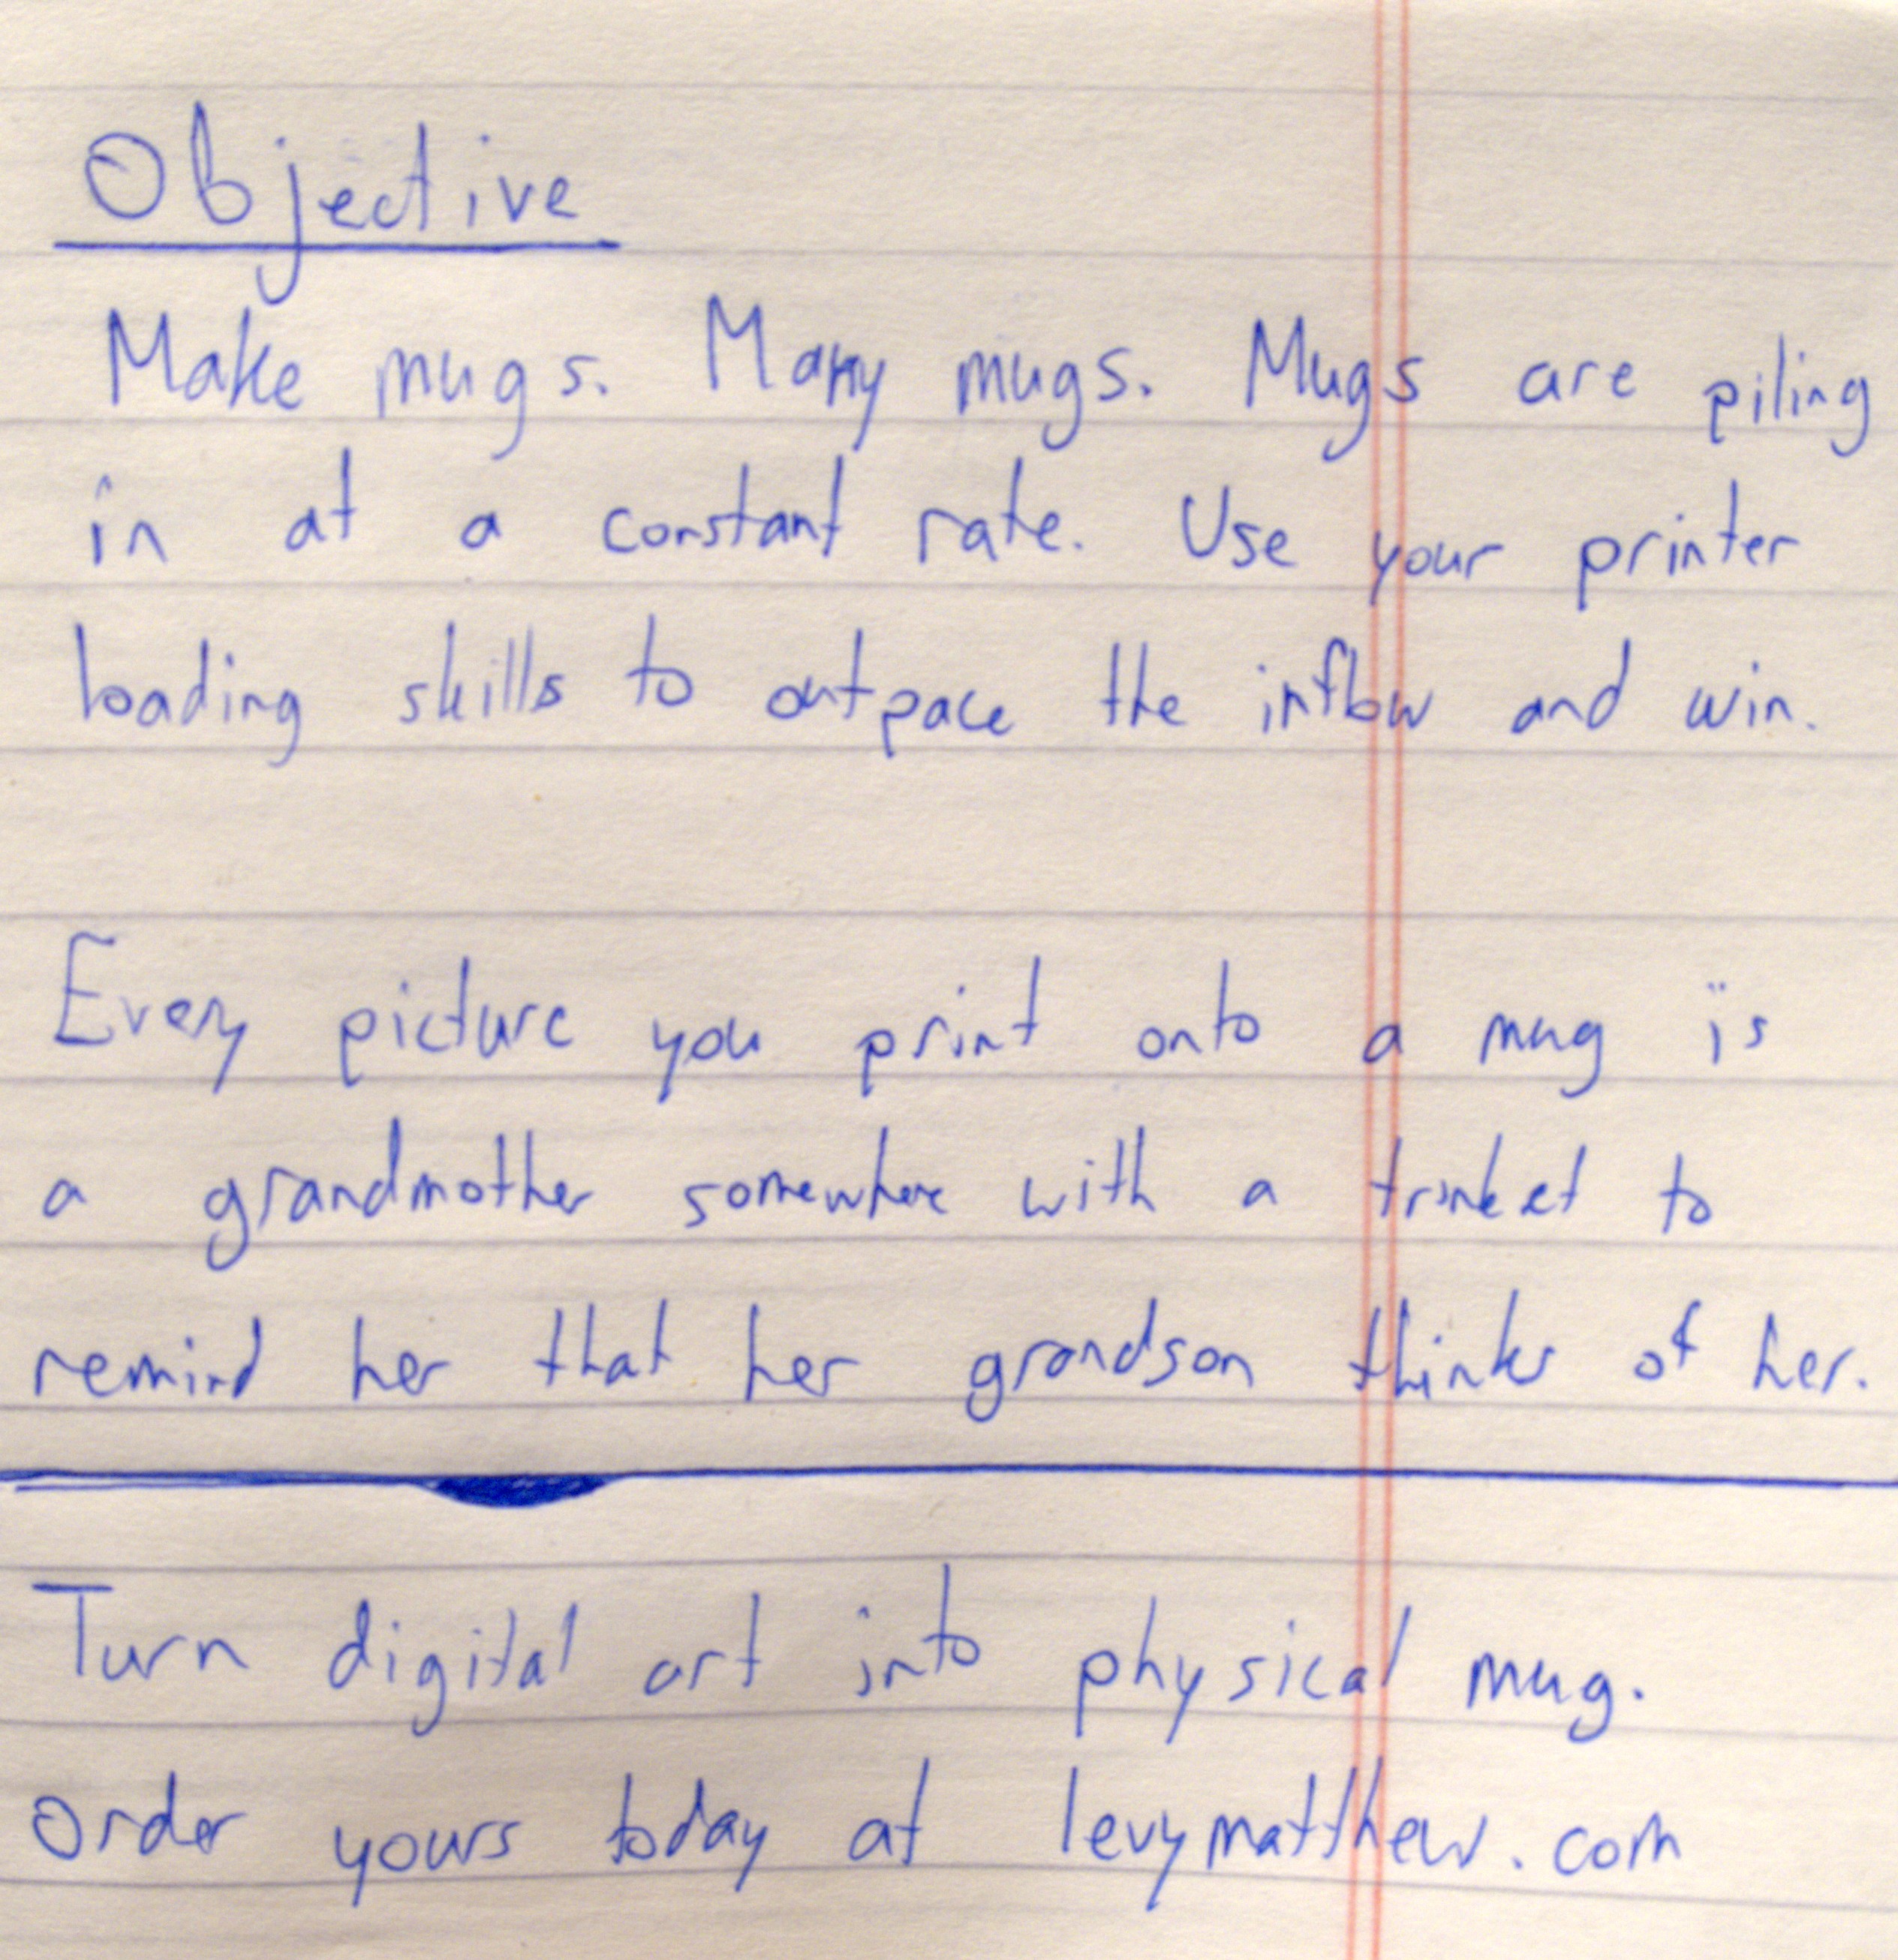 Objective
Make mugs. Many mugs. Mugs are piling
in at a constant rate. Use your printer
loading skills to outpace the inflow and win.
Every picture you print onto a mug is
a grandmother somewhere with a trinket to
remind her that her grandson thinks of her.
Turn digital art into physical mug.
Order yours today at levymatthew.com